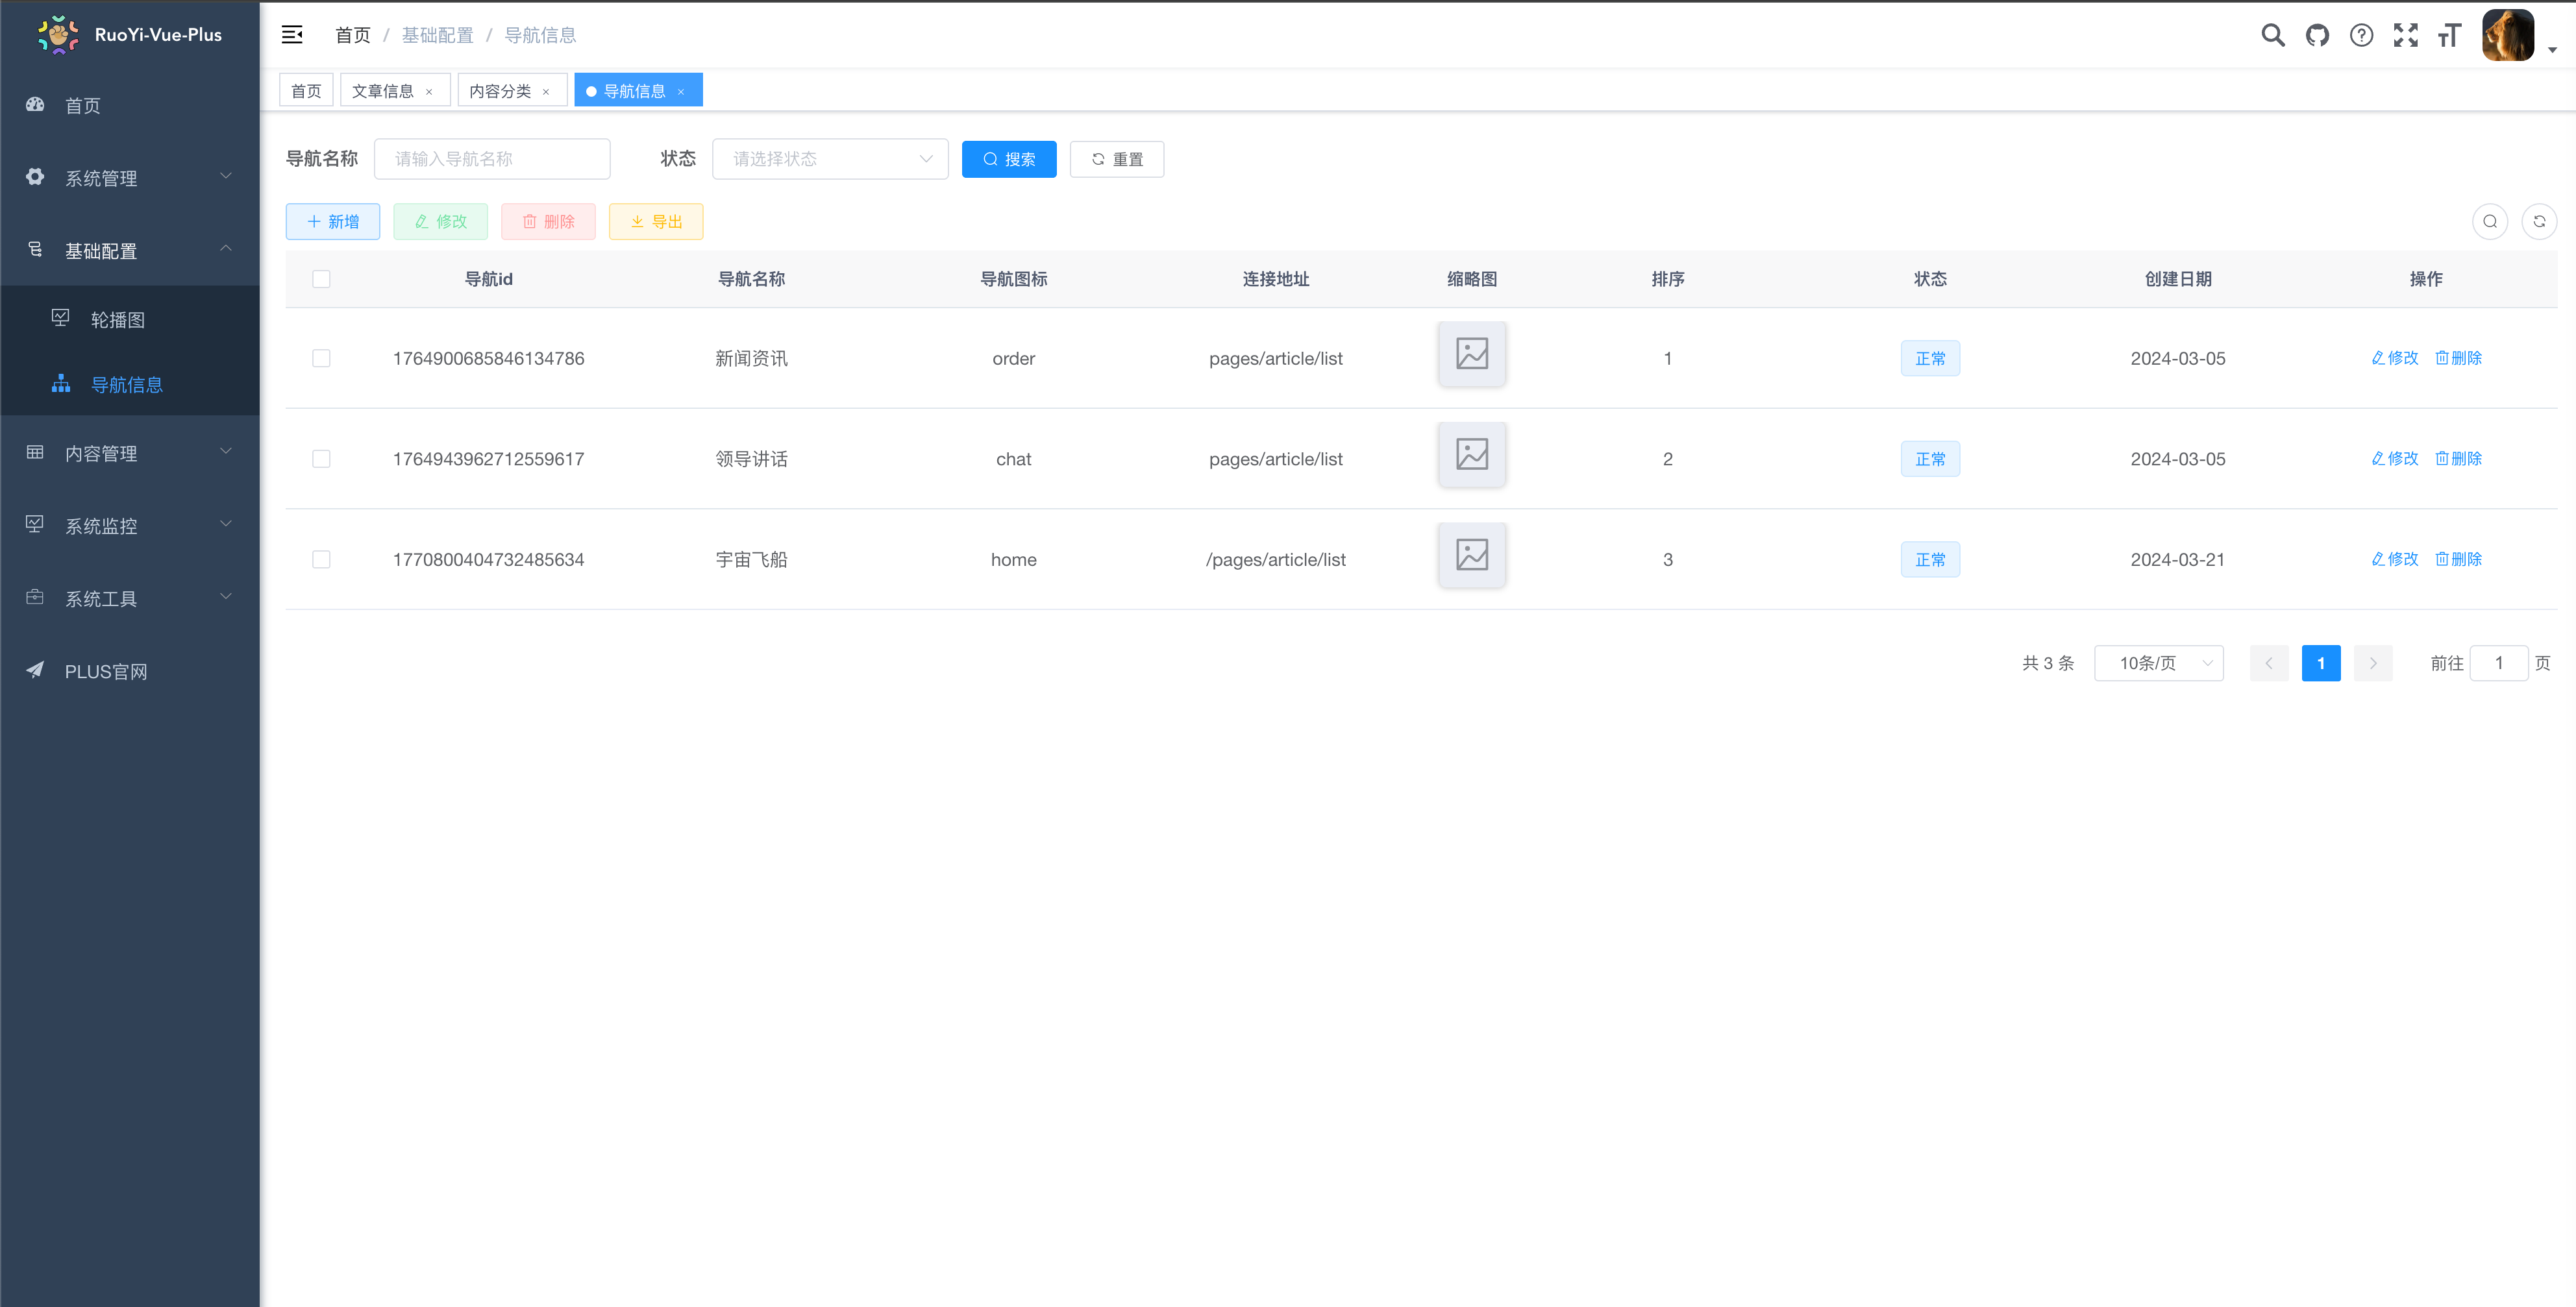 RuoYi-Vue-Plus
首页
系统管理
基础配置
轮播图
导航信息
内容管理
系统监控
系统工具
PLUS官网
首页 / 基础配置 / 导航信息
首页 文章信息 × 内容分类 × 导航信息 ×
导航名称 请输入导航名称 状态 请选择状态 搜索 重置
新增 修改 删除 导出
导航id 导航名称 导航图标 连接地址 缩略图 排序 状态 创建日期 操作
1764900685846134786 新闻资讯 order pages/article/list 1 正常 2024-03-05 修改 删除
1764943962712559617 领导讲话 chat pages/article/list 2 正常 2024-03-05 修改 删除
1770800404732485634 宇宙飞船 home /pages/article/list 3 正常 2024-03-21 修改 删除
共 3 条 10条/页 1 前往 1 页